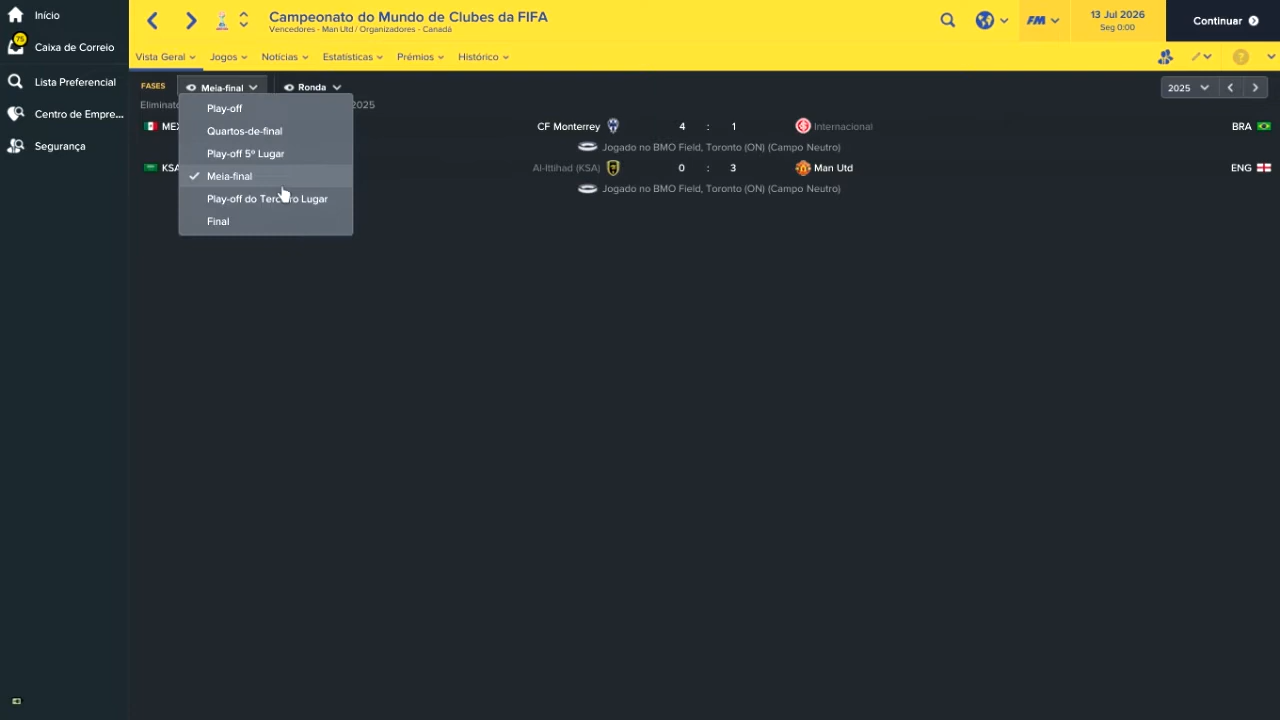 Início
75
Caixa de Correio
Lista Preferencial
Centro de Empre...
Segurança
Campeonato do Mundo de Clubes da FIFA
Vencedores - Man Utd / Organizadores - Canadá
FM
13 Jul 2026
Seg 0:00
Continuar
Vista Geral
Jogos
Notícias
Estatísticas
Prémios
Histórico
FASES
Meia-final
Ronda
2025
Eliminat
2025
Play-off
Quartos-de-final
Play-off 5º Lugar
Meia-final
Play-off do Terceiro Lugar
Final
MEX
CF Monterrey 4 : 1 Internacional
BRA
Jogado no BMO Field, Toronto (ON) (Campo Neutro)
KSA
Al-Ittihad (KSA) 0 : 3 Man Utd
ENG
Jogado no BMO Field, Toronto (ON) (Campo Neutro)